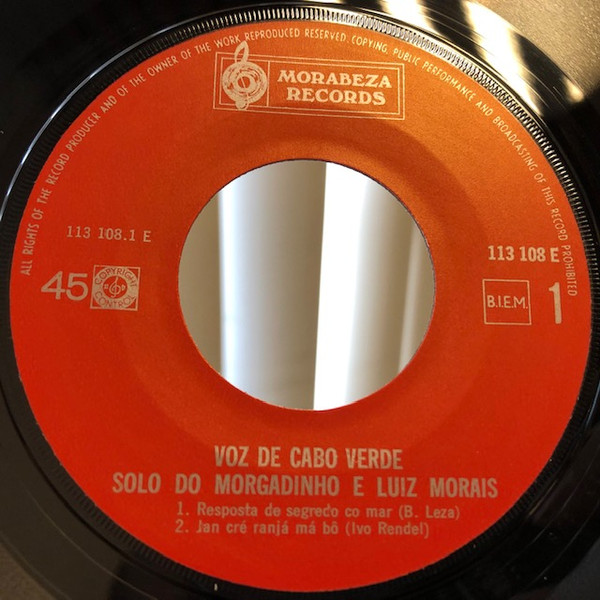 ALL RIGHTS OF THE RECORD PRODUCER AND OF THE OWNER OF THE WORK REPRODUCED RESERVED. COPYING, PUBLIC PERFORMANCE AND BROADCASTING OF THIS RECORD PROHIBITED
MORABEZA
RECORDS
113 108.1 E
113 108 E
45
COPYRIGHT
CONTROL
B.I.E.M.
1
VOZ DE CABO VERDE
SOLO DO MORGADINHO E LUIZ MORAIS
1. Resposta de segredo co mar (B. Leza)
2. Jan cré ranjá má bô (Ivo Rendel)